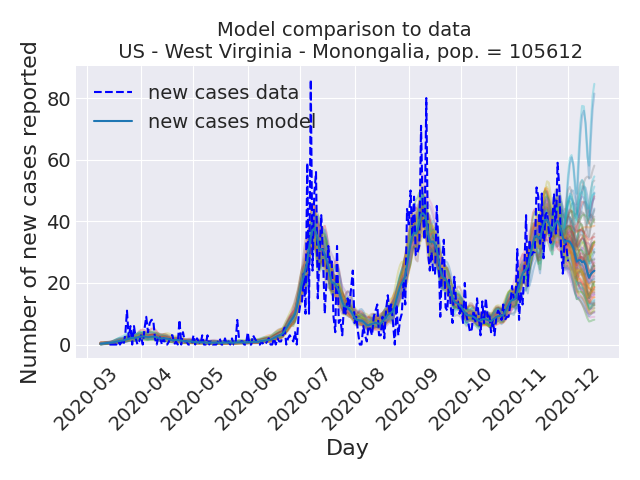 Model comparison to data
US - West Virginia - Monongalia, pop. = 105612
Number of new cases reported
80
60
40
20
0
new cases data
new cases model
2020-03
2020-04
2020-05
2020-06
2020-07
2020-08
2020-09
2020-10
2020-11
2020-12
Day